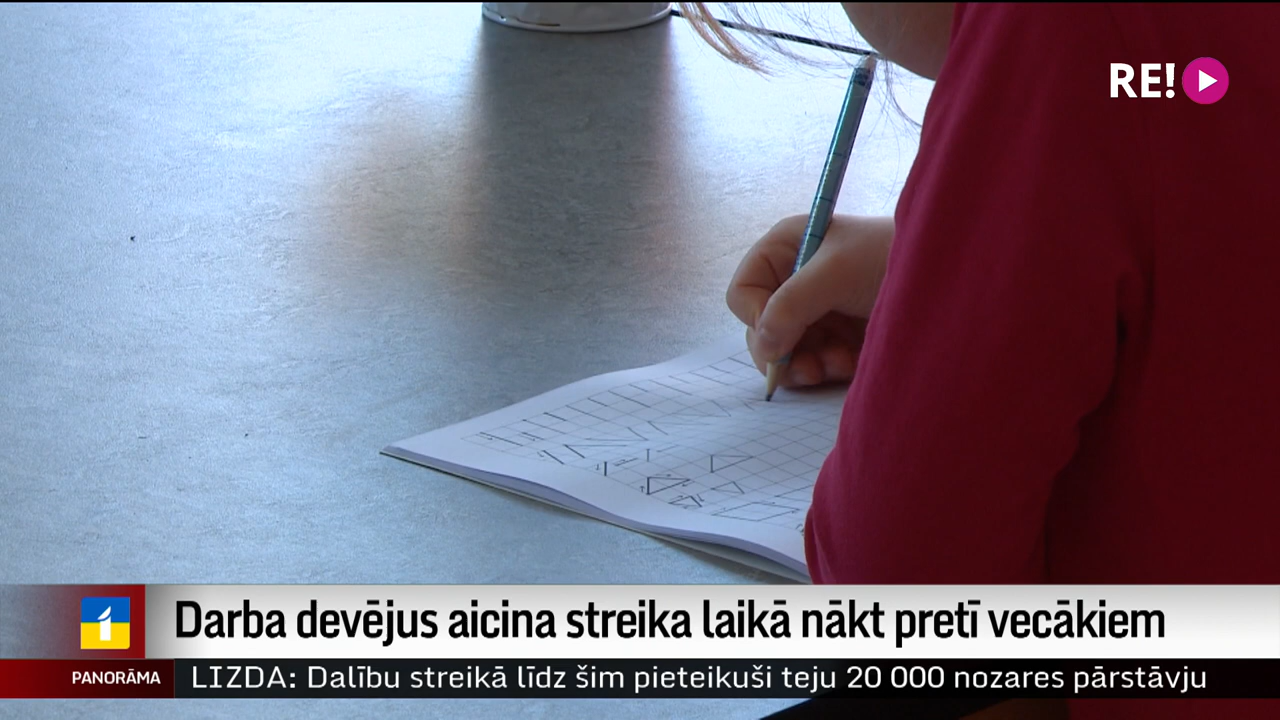 RE!
1
Darba devējus aicina streika laikā nākt pretī vecākiem
PANORĀMA
LIZDA: Dalību streikā līdz šim pieteikuši teju 20 000 nozares pārstāvju